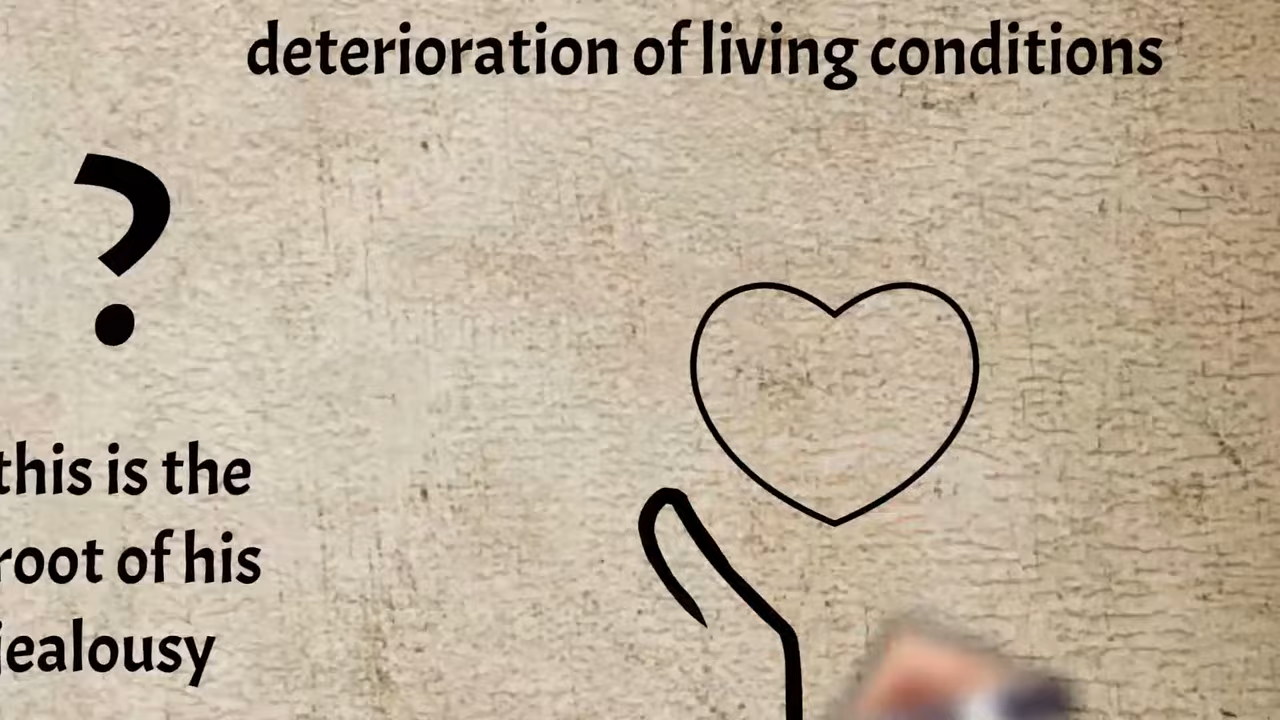 deterioration of living conditions
?
this is the
root of his
jealousy